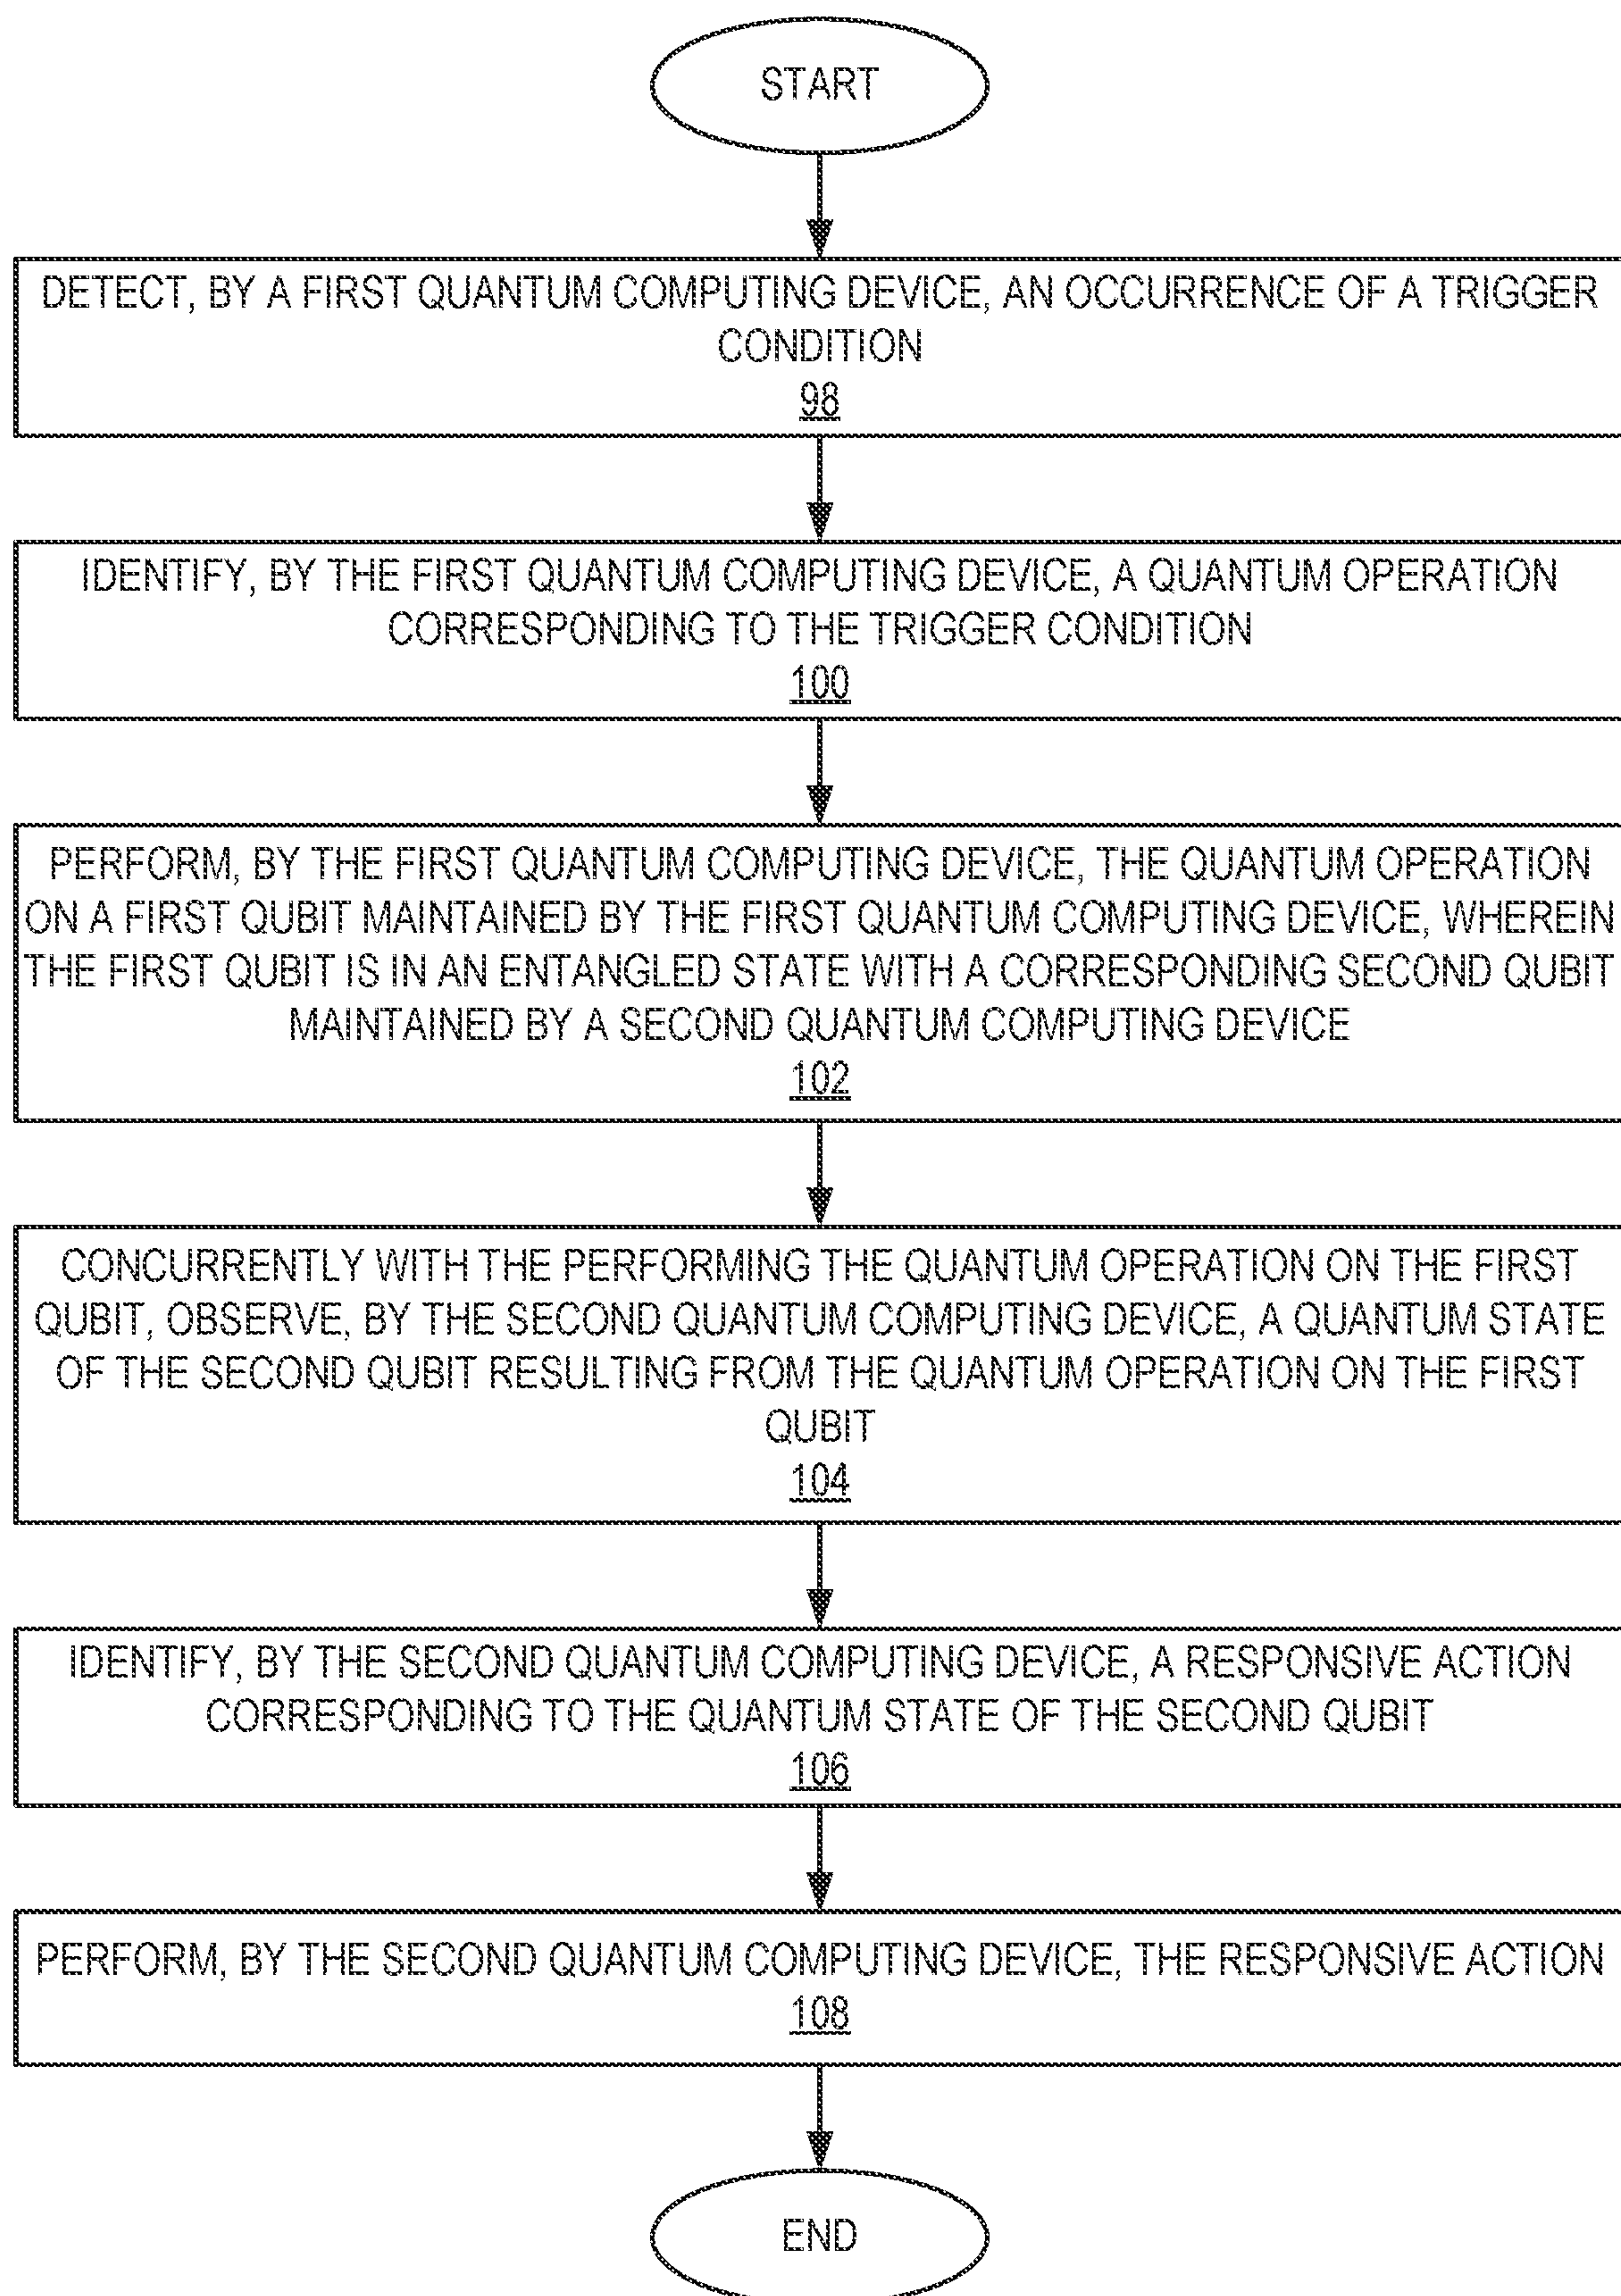 START
DETECT, BY A FIRST QUANTUM COMPUTING DEVICE, AN OCCURRENCE OF A TRIGGER
CONDITION
98
IDENTIFY, BY THE FIRST QUANTUM COMPUTING DEVICE, A QUANTUM OPERATION
CORRESPONDING TO THE TRIGGER CONDITION
100
PERFORM, BY THE FIRST QUANTUM COMPUTING DEVICE, THE QUANTUM OPERATION
ON A FIRST QUBIT MAINTAINED BY THE FIRST QUANTUM COMPUTING DEVICE, WHEREIN
THE FIRST QUBIT IS IN AN ENTANGLED STATE WITH A CORRESPONDING SECOND QUBIT
MAINTAINED BY A SECOND QUANTUM COMPUTING DEVICE
102
CONCURRENTLY WITH THE PERFORMING THE QUANTUM OPERATION ON THE FIRST
QUBIT, OBSERVE, BY THE SECOND QUANTUM COMPUTING DEVICE, A QUANTUM STATE
OF THE SECOND QUBIT RESULTING FROM THE QUANTUM OPERATION ON THE FIRST
QUBIT
104
IDENTIFY, BY THE SECOND QUANTUM COMPUTING DEVICE, A RESPONSIVE ACTION
CORRESPONDING TO THE QUANTUM STATE OF THE SECOND QUBIT
106
PERFORM, BY THE SECOND QUANTUM COMPUTING DEVICE, THE RESPONSIVE ACTION
108
END